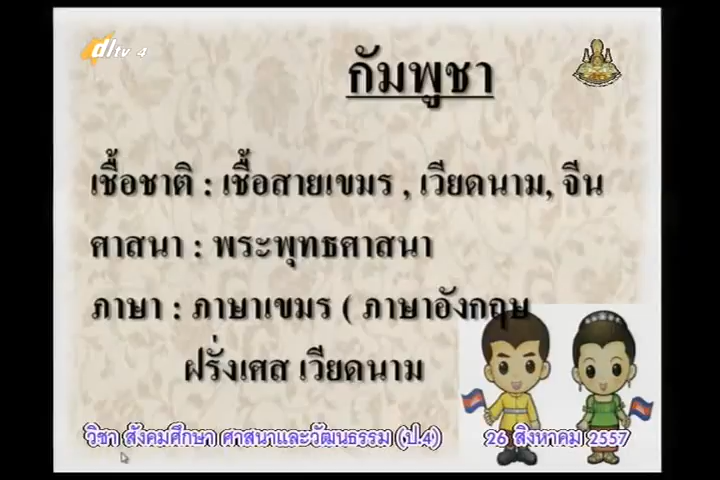 dltv 4
กัมพูชา
เชื้อชาติ : เชื้อสายเขมร , เวียดนาม, จีน
ศาสนา : พระพุทธศาสนา
ภาษา : ภาษาเขมร ( ภาษาอังกฤษ
ฝรั่งเศส เวียดนาม
วิชา สังคมศึกษา ศาสนาและวัฒนธรรม (ป.4) 26 สิงหาคม 2557